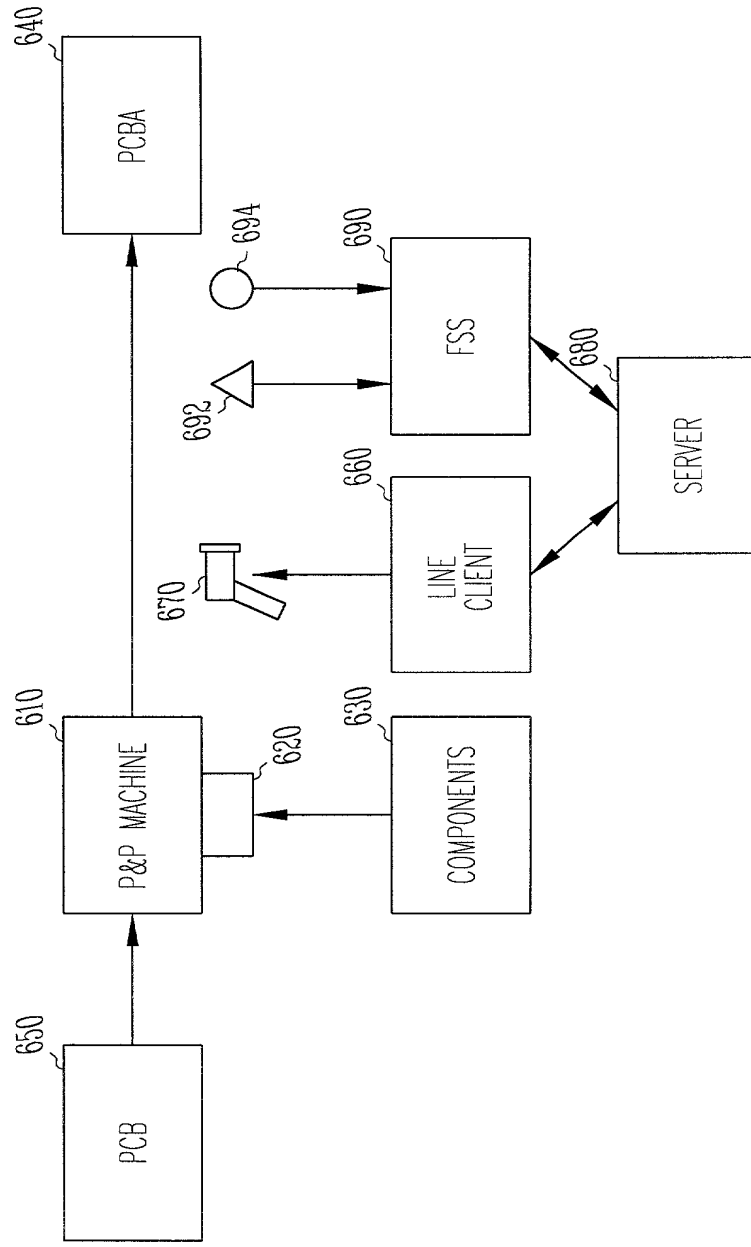 650
PCB
610
P&P MACHINE
620
630
COMPONENTS
640
PCBA
670
660
LINE
CLIENT
692
694
690
FSS
680
SERVER